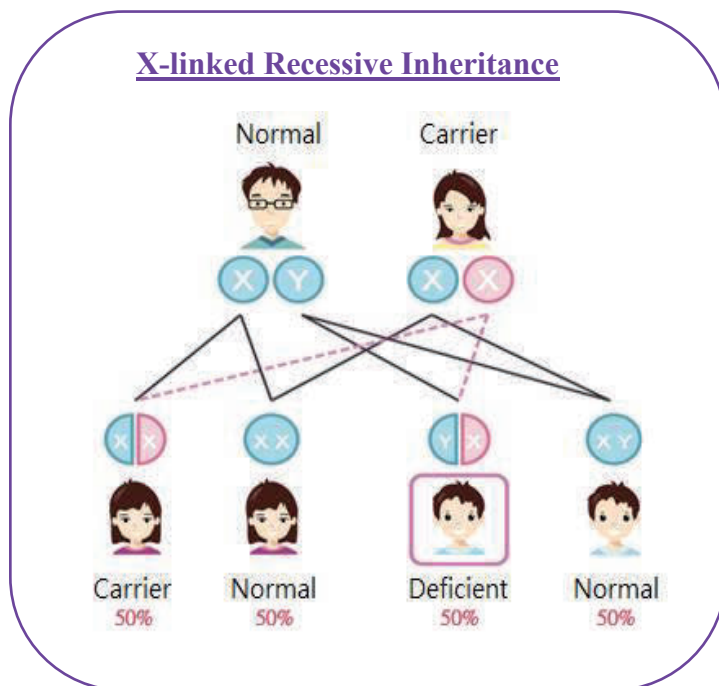 X-linked Recessive Inheritance
Normal Carrier
X Y X X
X X X X Y X X Y
Carrier Normal Deficient Normal
50% 50% 50% 50%